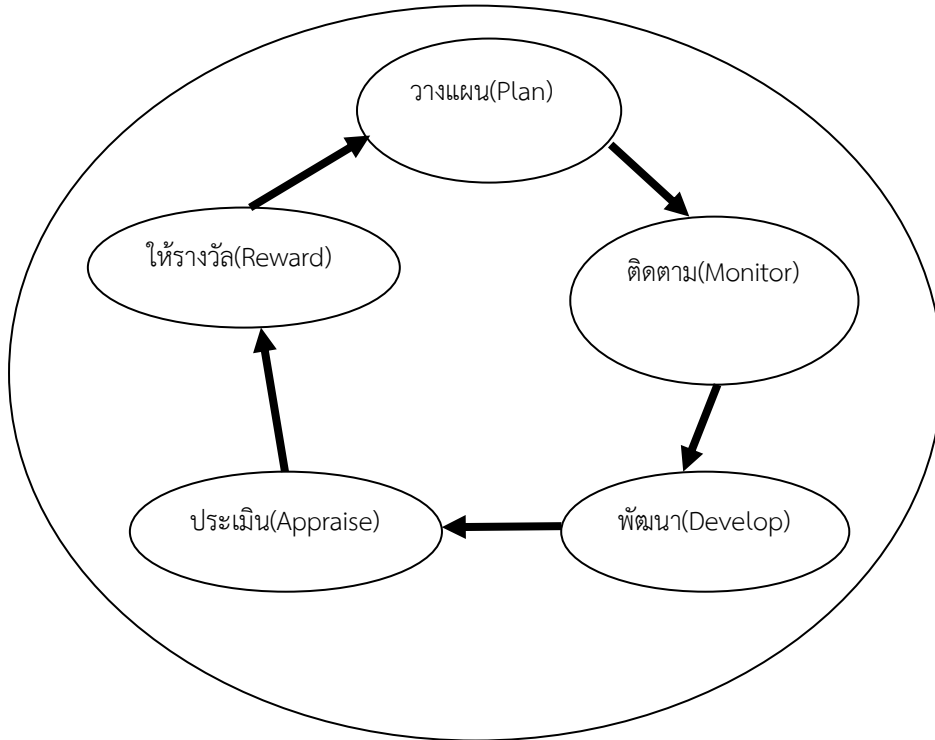 วางแผน(Plan)
ให้รางวัล(Reward)
ติดตาม(Monitor)
ประเมิน(Appraise)
พัฒนา(Develop)